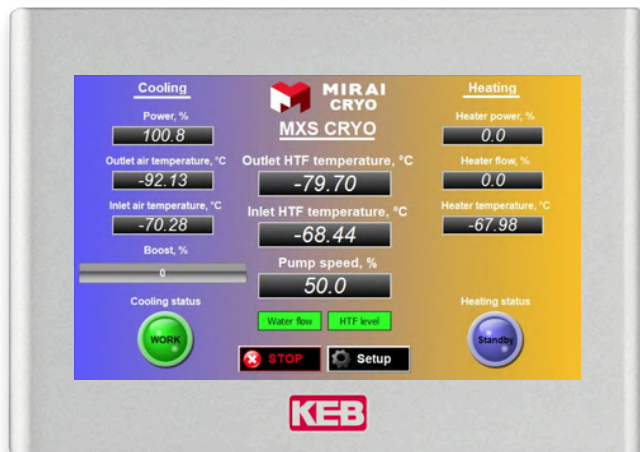 Cooling
Power, %
100.8
Outlet air temperature, °C
-92.13
Inlet air temperature, °C
-70.28
Boost, %
0
Cooling status
WORK
MIRAI
CRYO
MXS CRYO
Outlet HTF temperature, °C
-79.70
Inlet HTF temperature, °C
-68.44
Pump speed, %
50.0
Water flow
HTF level
STOP
Setup
Heating
Heater power, %
0.0
Heater flow, %
0.0
Heater temperature, °C
-67.98
Heating status
Standby
KEB